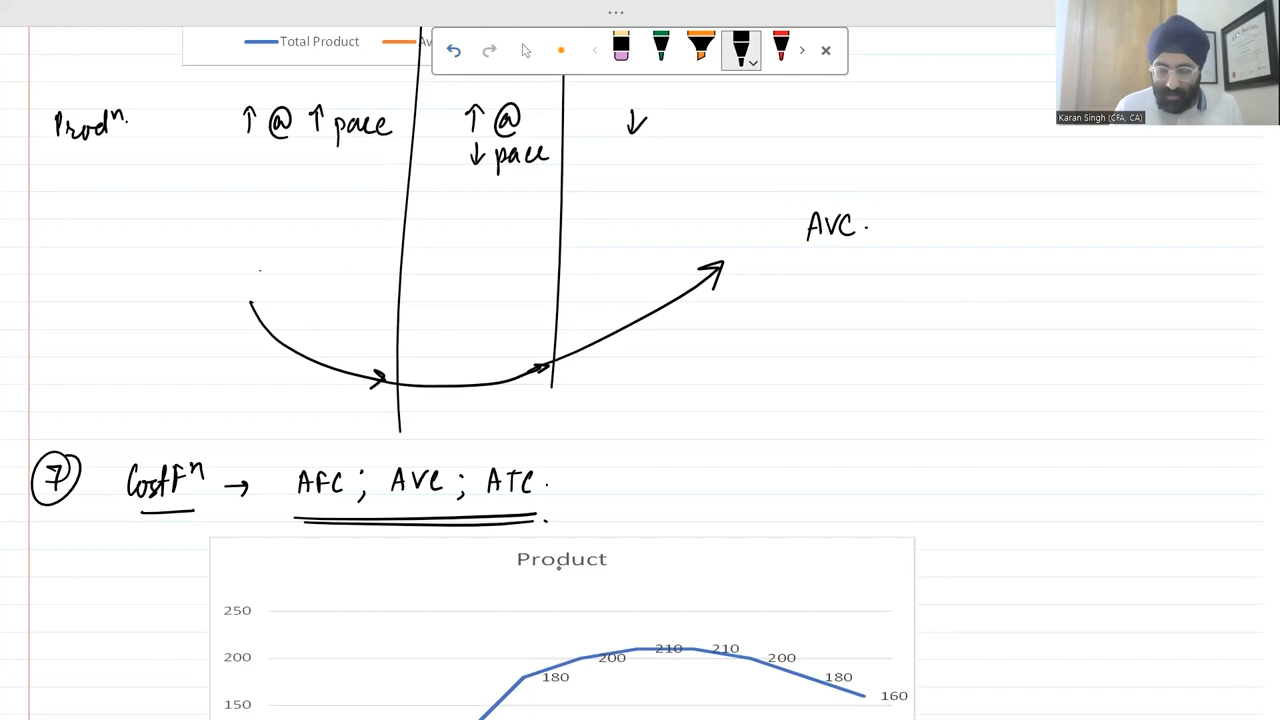 Total Product Av
Karan Singh (CFA, CA)
Prodⁿ. ↑ @ ↑ pace ↑ @ ↓
↓ pace
AVC.
7 CostFⁿ → AFC ; AVC ; ATC.
Product
250
200
150
180 200 210 210 200 180 160